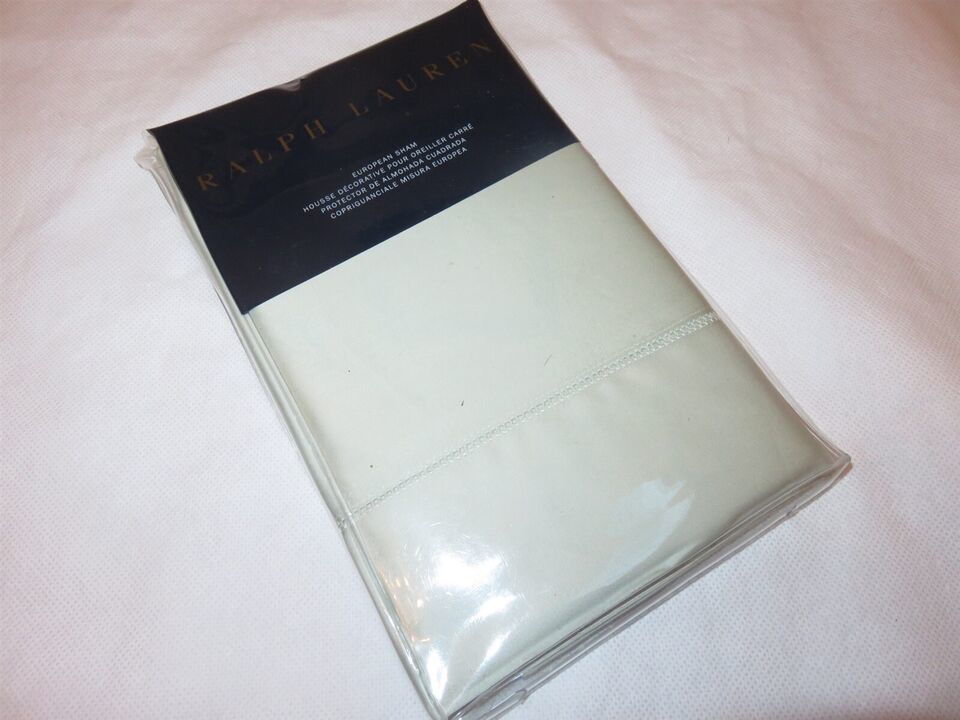 RALPH LAUREN
EUROPEAN SHAM
HOUSSE DÉCORATIVE POUR OREILLER CARRÉ
PROTECTOR DE ALMOHADA CUADRADA
COPRIGUANCIALE MISURA EUROPEA